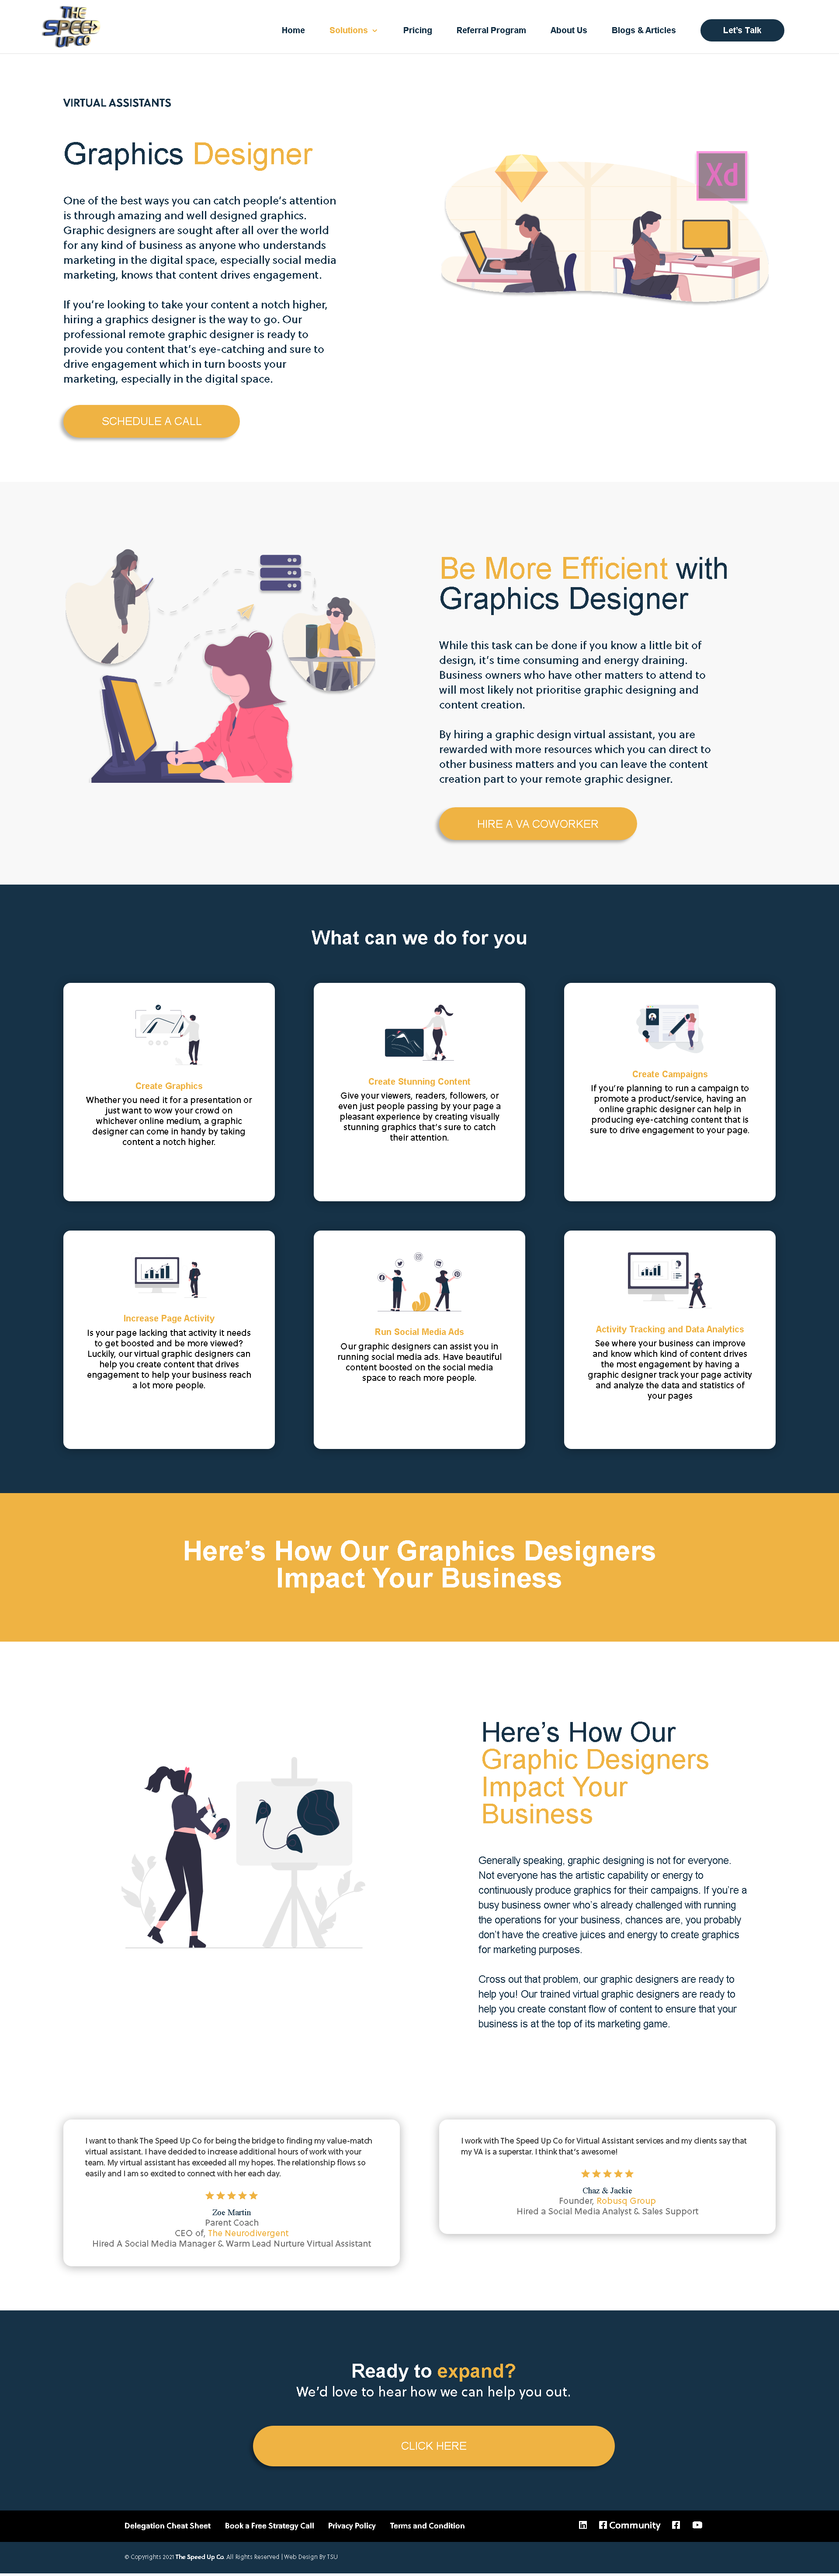 THE
SPEED
UP CO
Home
Solutions
Pricing
Referral Program
About Us
Blogs & Articles
Let's Talk
VIRTUAL ASSISTANTS
Graphics Designer
One of the best ways you can catch people's attention
is through amazing and well designed graphics.
Graphic designers are sought after all over the world
for any kind of business as anyone who understands
marketing in the digital space, especially social media
marketing, knows that content drives engagement.
If you're looking to take your content a notch higher,
hiring a graphics designer is the way to go. Our
professional remote graphic designer is ready to
provide you content that's eye-catching and sure to
drive engagement which in turn boosts your
marketing, especially in the digital space.
SCHEDULE A CALL
Xd
Be More Efficient with
Graphics Designer
While this task can be done if you know a little bit of
design, it's time consuming and energy draining.
Business owners who have other matters to attend to
will most likely not prioritise graphic designing and
content creation.
By hiring a graphic design virtual assistant, you are
rewarded with more resources which you can direct to
other business matters and you can leave the content
creation part to your remote graphic designer.
HIRE A VA COWORKER
What can we do for you
Create Graphics
Whether you need it for a presentation or
just want to wow your crowd on
whichever online medium, a graphic
designer can come in handy by taking
content a notch higher.
Create Stunning Content
Give your viewers, readers, followers, or
even just people passing by your page a
pleasant experience by creating visually
stunning graphics that's sure to catch
their attention.
Create Campaigns
If you're planning to run a campaign to
promote a product/service, having an
online graphic designer can help in
producing eye-catching content that is
sure to drive engagement to your page.
Increase Page Activity
Is your page lacking that activity it needs
to get boosted and be more viewed?
Luckily, our virtual graphic designers can
help you create content that drives
engagement to help your business reach
a lot more people.
Run Social Media Ads
Our graphic designers can assist you in
running social media ads. Have beautiful
content boosted on the social media
space to reach more people.
Activity Tracking and Data Analytics
See where your business can improve
and know which kind of content drives
the most engagement by having a
graphic designer track your page activity
and analyze the data and statistics of
your pages
Here's How Our Graphics Designers
Impact Your Business
Here's How Our
Graphic Designers
Impact Your
Business
Generally speaking, graphic designing is not for everyone.
Not everyone has the artistic capability or energy to
continuously produce graphics for their campaigns. If you're a
busy business owner who's already challenged with running
the operations for your business, chances are, you probably
don't have the creative juices and energy to create graphics
for marketing purposes.
Cross out that problem, our graphic designers are ready to
help you! Our trained virtual graphic designers are ready to
help you create constant flow of content to ensure that your
business is at the top of its marketing game.
I want to thank The Speed Up Co for being the bridge to finding my value-match
virtual assistant. I have decided to increase additional hours of work with your
team. My virtual assistant has exceeded all my hopes. The relationship flows so
easily and I am so excited to connect with her each day.
Zoe Martin
Parent Coach
CEO of, The Neurodivergent
Hired A Social Media Manager & Warm Lead Nurture Virtual Assistant
I work with The Speed Up Co for Virtual Assistant services and my clients say that
my VA is a superstar. I think that's awesome!
Chaz & Jackie
Founder, Robusq Group
Hired a Social Media Analyst & Sales Support
Ready to expand?
We'd love to hear how we can help you out.
CLICK HERE
Delegation Cheat Sheet
Book a Free Strategy Call
Privacy Policy
Terms and Condition
Community
© Copyrights 2021 The Speed Up Co. All Rights Reserved | Web Design By TSU